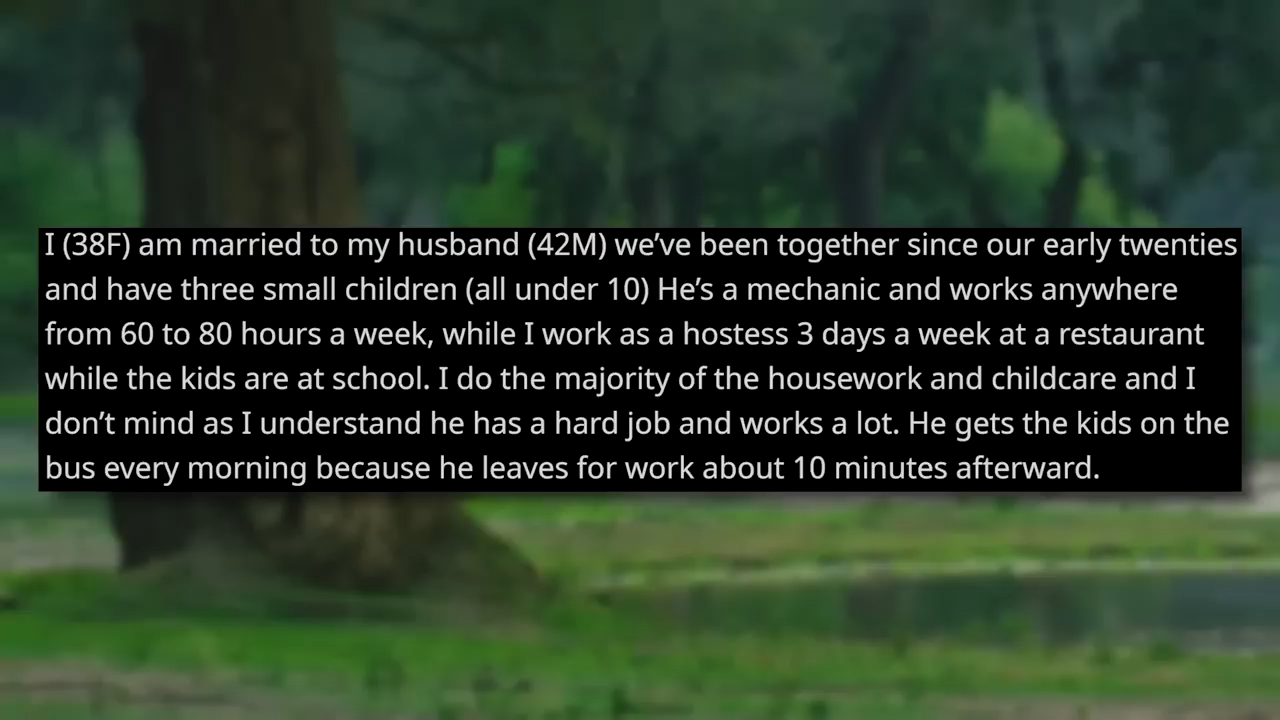 I (38F) am married to my husband (42M) we’ve been together since our early twenties
and have three small children (all under 10) He’s a mechanic and works anywhere
from 60 to 80 hours a week, while I work as a hostess 3 days a week at a restaurant
while the kids are at school. I do the majority of the housework and childcare and I
don’t mind as I understand he has a hard job and works a lot. He gets the kids on the
bus every morning because he leaves for work about 10 minutes afterward.